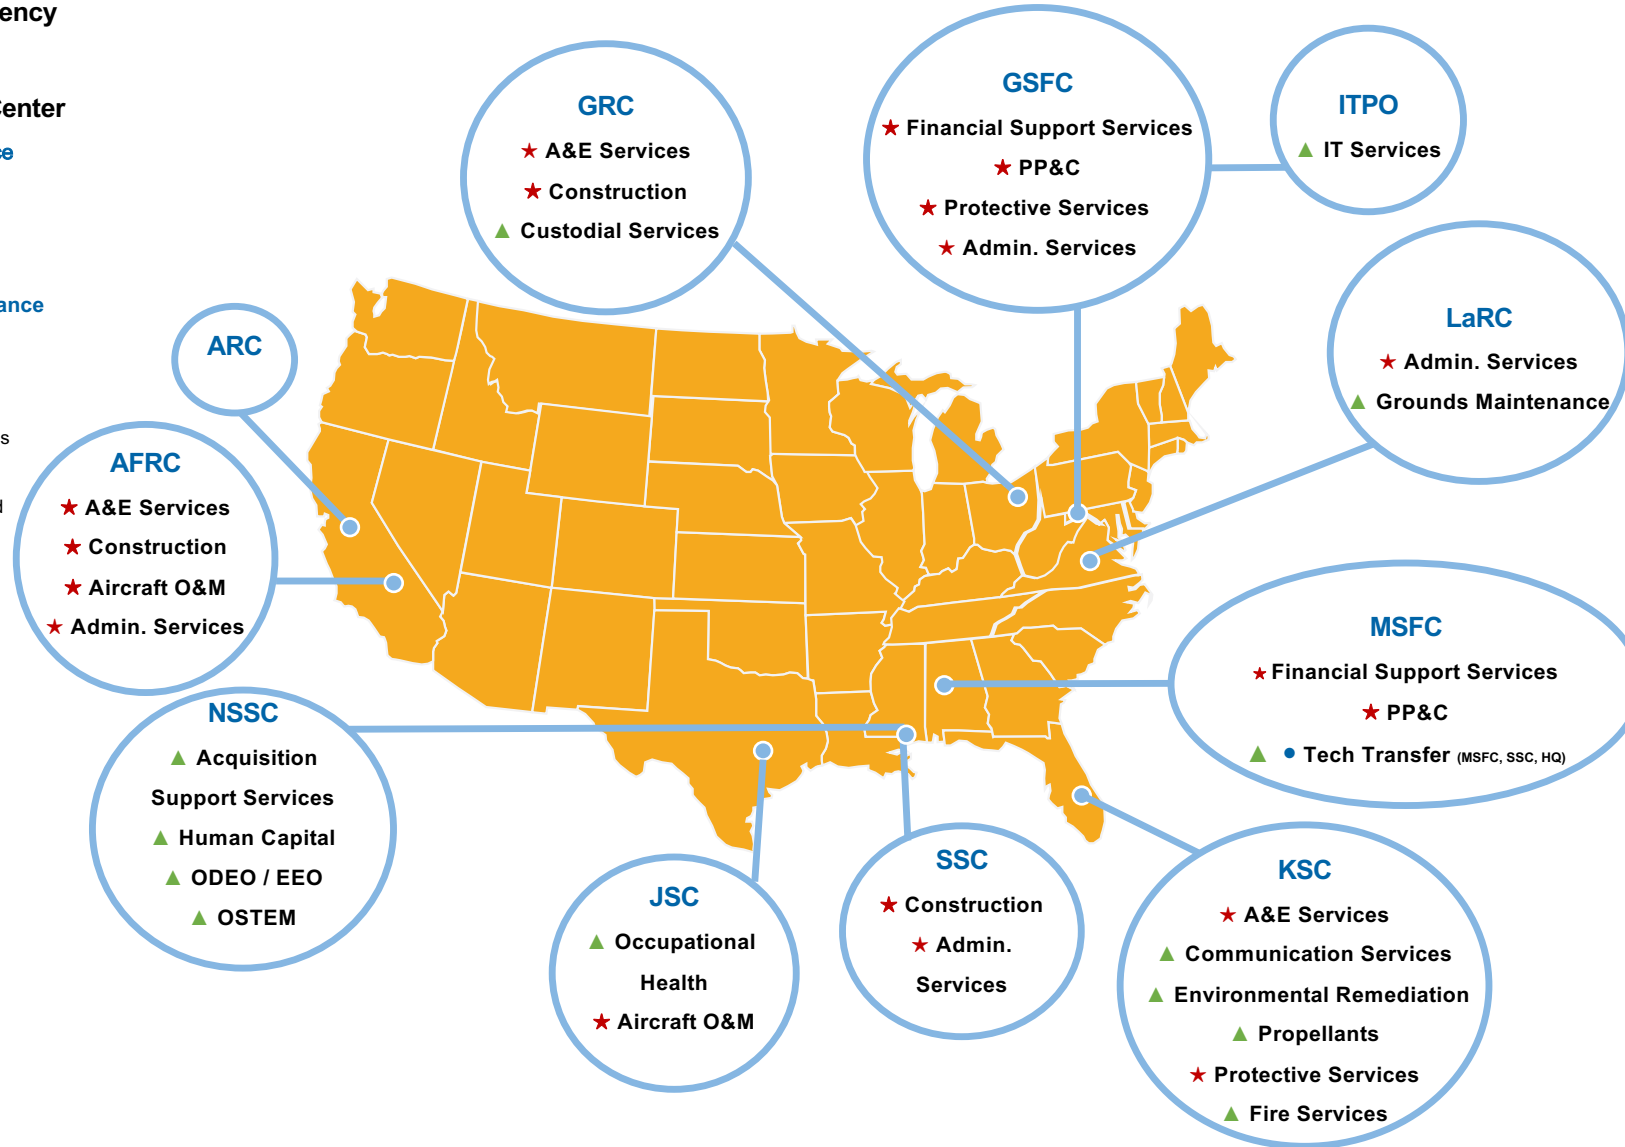 ency
Center
ce
ance
s
d
GRC
A&E Services
Construction
Custodial Services
GSFC
Financial Support Services
PP&C
Protective Services
Admin. Services
ITPO
IT Services
LaRC
Admin. Services
Grounds Maintenance
ARC
AFRC
A&E Services
Construction
Aircraft O&M
Admin. Services
MSFC
Financial Support Services
PP&C
• Tech Transfer (MSFC, SSC, HQ)
NSSC
Acquisition
Support Services
Human Capital
ODEO / EEO
OSTEM
JSC
Occupational
Health
Aircraft O&M
SSC
Construction
Admin.
Services
KSC
A&E Services
Communication Services
Environmental Remediation
Propellants
Protective Services
Fire Services